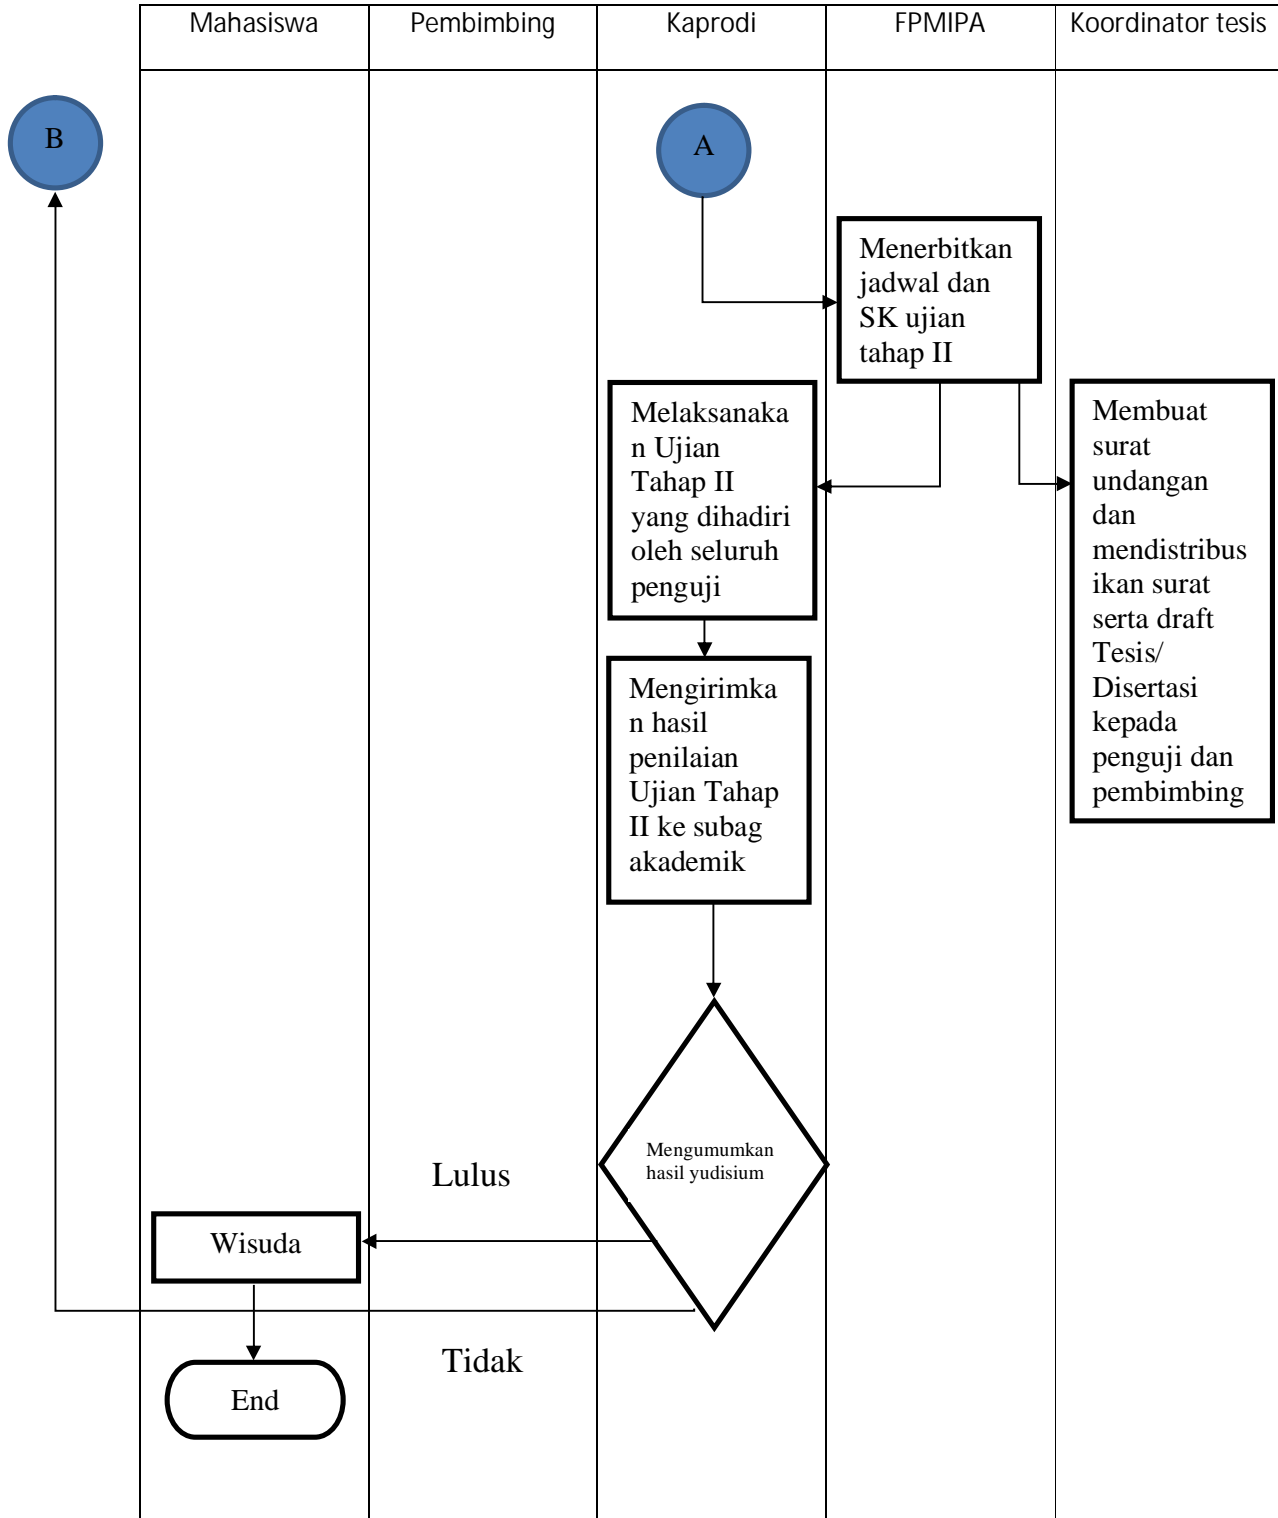 Mahasiswa
Pembimbing
Kaprodi
FPMIPA
Koordinator tesis
B
A
Menerbitkan
jadwal dan
SK ujian
tahap II
Melaksanaka
n Ujian
Tahap II
yang dihadiri
oleh seluruh
penguji
Membuat
surat
undangan
dan
mendistribus
ikan surat
serta draft
Tesis/
Disertasi
kepada
penguji dan
pembimbing
Mengirimka
n hasil
penilaian
Ujian Tahap
II ke subag
akademik
Mengumumkan
hasil yudisium
Lulus
Wisuda
Tidak
End